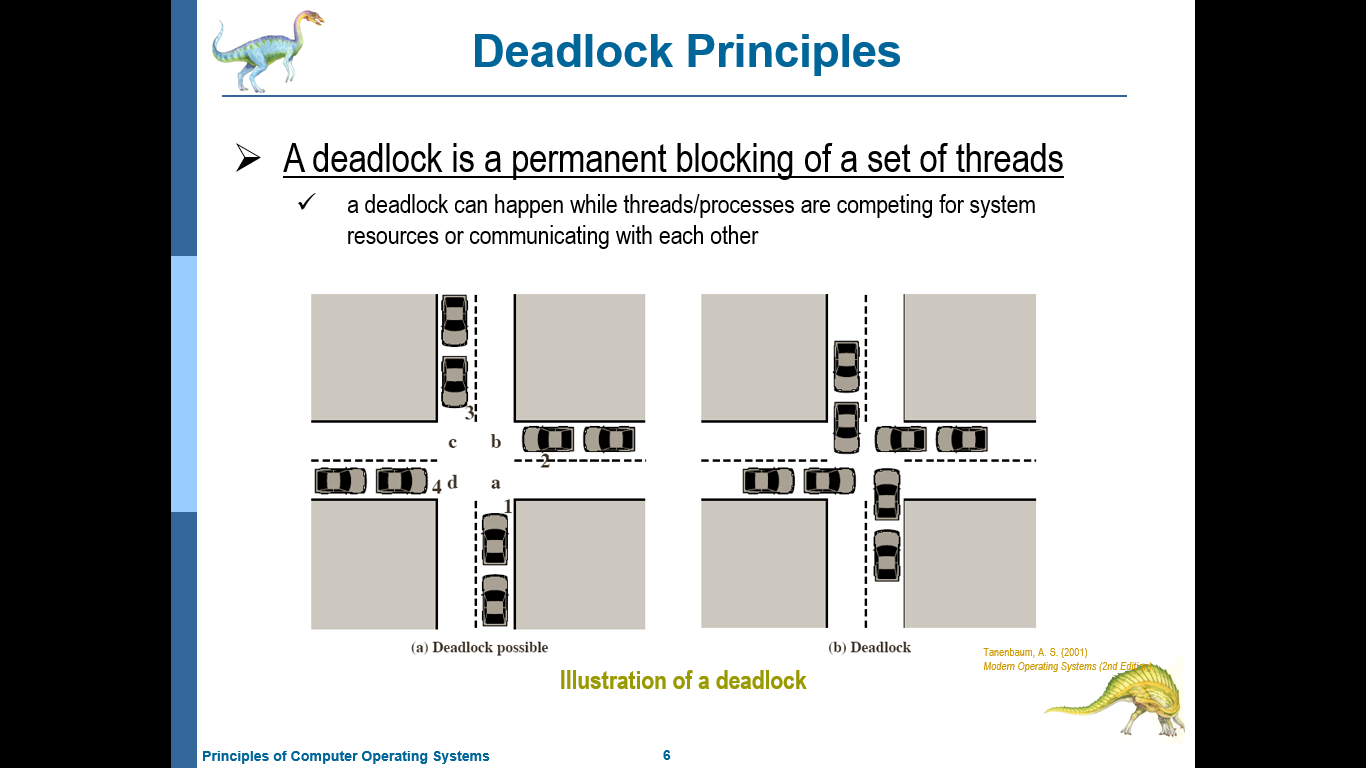 Deadlock Principles
A deadlock is a permanent blocking of a set of threads
a deadlock can happen while threads/processes are competing for system
resources or communicating with each other
3
c b
2
4 d a
1
(a) Deadlock possible
(b) Deadlock
Tanenbaum, A. S. (2001)
Modern Operating Systems (2nd Edition)
Illustration of a deadlock
Principles of Computer Operating Systems
6